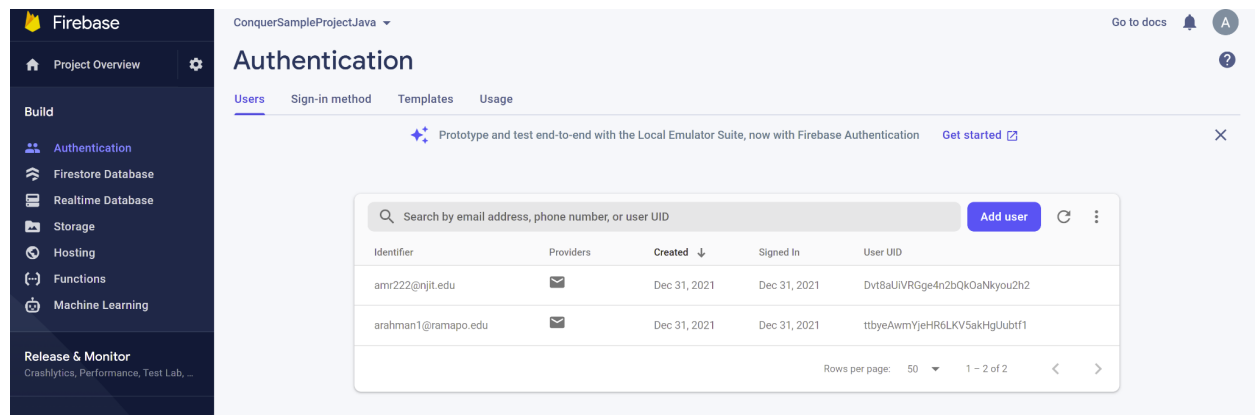 Firebase
Project Overview
Build
Authentication
Firestore Database
Realtime Database
Storage
Hosting
Functions
Machine Learning
Release & Monitor
Crashlytics, Performance, Test Lab, ...
ConquerSampleProjectJava
Go to docs
A
Authentication
Users Sign-in method Templates Usage
Prototype and test end-to-end with the Local Emulator Suite, now with Firebase Authentication Get started
Search by email address, phone number, or user UID Add user
Identifier Providers Created Signed In User UID
amr222@njit.edu Dec 31, 2021 Dec 31, 2021 Dvt8aUiVRGge4n2bQkOaNkyou2h2
arahman1@ramapo.edu Dec 31, 2021 Dec 31, 2021 ttbyeAwmYjeHR6LKV5akHgUubtf1
Rows per page: 50 1 – 2 of 2